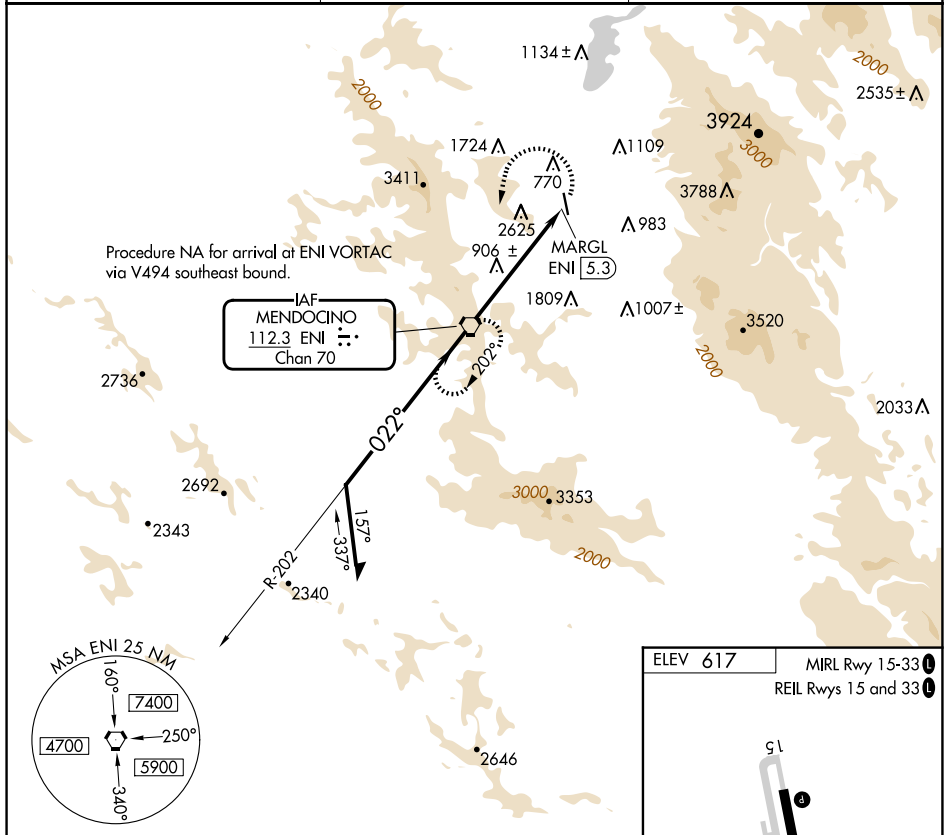 1134 ±
2000
2000
2535 ±
3924
3000
1724
1109
3411
770
3788
2625
983
906 ±
MARGL
ENI 5.3
Procedure NA for arrival at ENI VORTAC
via V494 southeast bound.
1809
1007 ±
IAF
MENDOCINO
112.3 ENI
Chan 70
3520
2000
202°
2736
2033
022°
2692
3000
3353
2343
157°
337°
2000
R-202
2340
MSA ENI 25 NM
160°
7400
4700
250°
5900
340°
2646
ELEV 617
MIRL Rwy 15-33 L
REIL Rwys 15 and 33 L
15
P